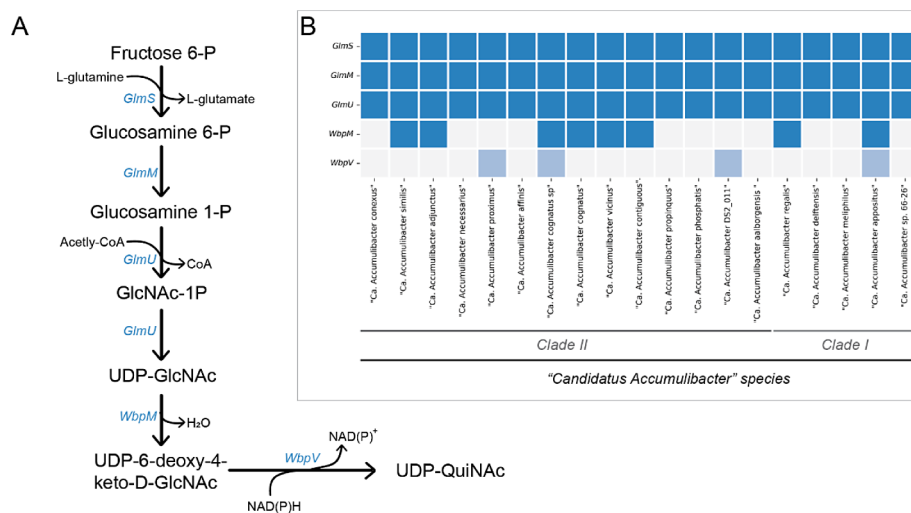 A
Fructose 6-P
L-glutamine
GlmS
L-glutamate
Glucosamine 6-P
GlmM
Glucosamine 1-P
Acetly-CoA
GlmU
CoA
GlcNAc-1P
GlmU
UDP-GlcNAc
WbpM
H₂O
UDP-6-deoxy-4-
keto-D-GlcNAc
WbpV
NAD(P)⁺
NAD(P)H
UDP-QuiNAc
B
GlmS
GlmM
GlmU
WbpM
WbpV
"Ca. Accumulibacter conoxus"
"Ca. Accumulibacter similis"
"Ca. Accumulibacter adjunctus"
"Ca. Accumulibacter necessarius"
"Ca. Accumulibacter proximus"
"Ca. Accumulibacter affinis"
"Ca. Accumulibacter cognatus sp"
"Ca. Accumulibacter cognatus"
"Ca. Accumulibacter vicinus"
"Ca. Accumulibacter contiguous".
"Ca. Accumulibacter propinquus"
"Ca. Accumulibacter phosphatis"
"Ca. Accumulibacter DS2_011"
"Ca. Accumulibacter aalborgensis "
"Ca. Accumulibacter regalis"
"Ca. Accumulibacter delftensis"
"Ca. Accumulibacter meliphilus"
"Ca. Accumulibacter appositus"
"Ca. Accumulibacter sp. 66-26"
Clade II
Clade I
"Candidatus Accumulibacter" species